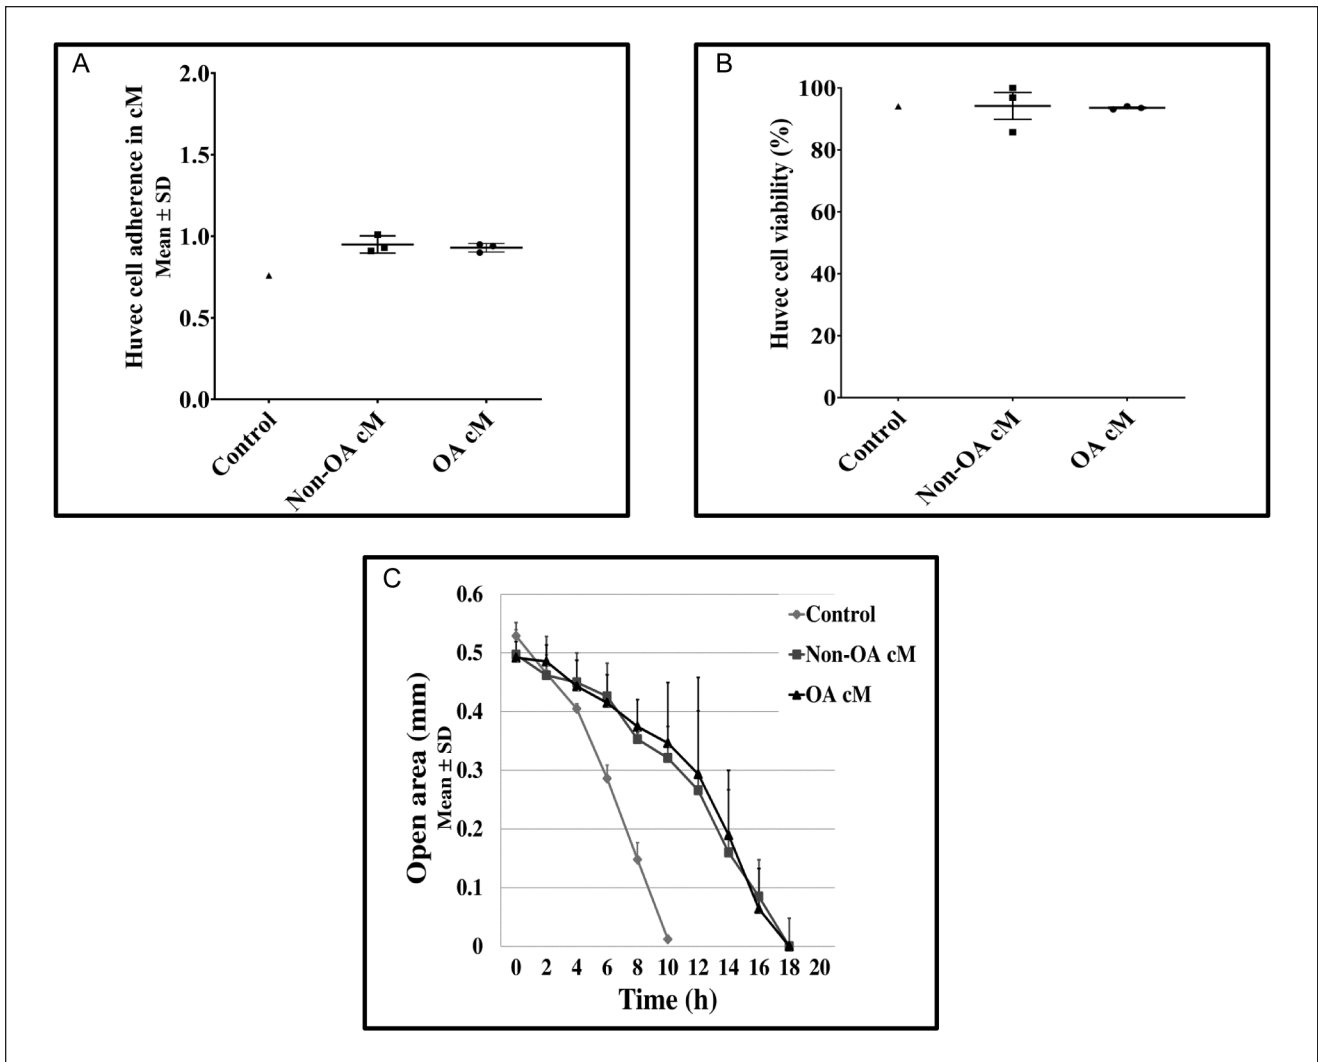 A
Huvec cell adherence in cM
Mean ± SD
2.0
1.5
1.0
0.5
0.0
Control
Non-OA cM
OA cM
B
Huvec cell viability (%)
100
80
60
40
20
0
Control
Non-OA cM
OA cM
C
Open area (mm)
Mean ± SD
0.6
0.5
0.4
0.3
0.2
0.1
0
0 2 4 6 8 10 12 14 16 18 20
Time (h)
Control
Non-OA cM
OA cM